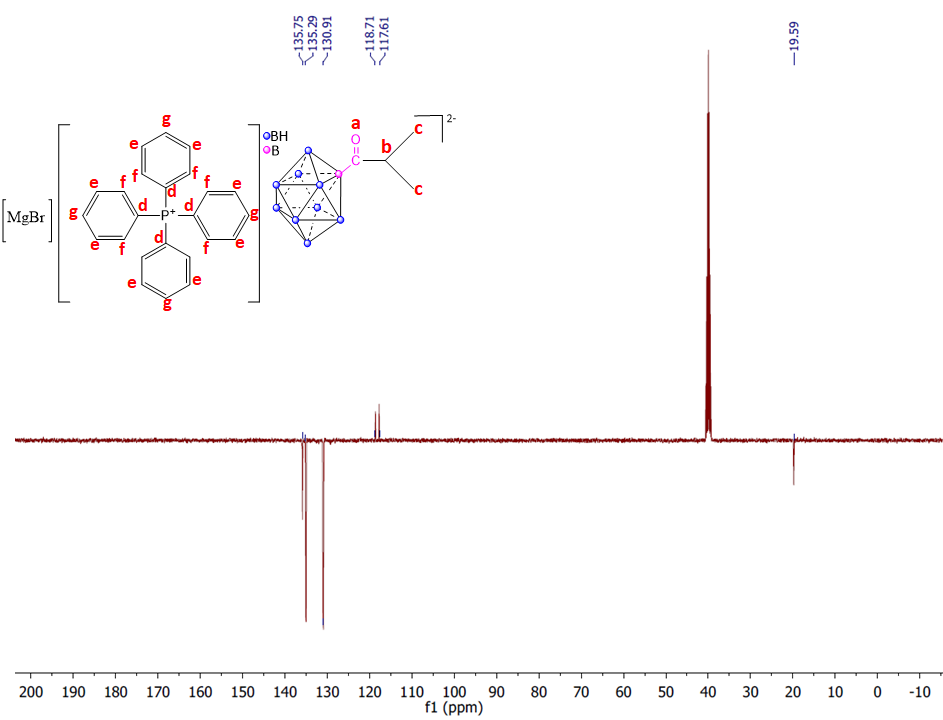 135.75
135.29
130.91
118.71
117.61
19.59
g
e
e
f
f
d
BH
B
a
O
C
b
c
c
2-
[MgBr]
e
f
g
d
e
f
P+
d
f
e
g
f
e
d
e
e
g
200 190 180 170 160 150 140 130 120 110 100 90 80 70 60 50 40 30 20 10 0 -10
f1 (ppm)